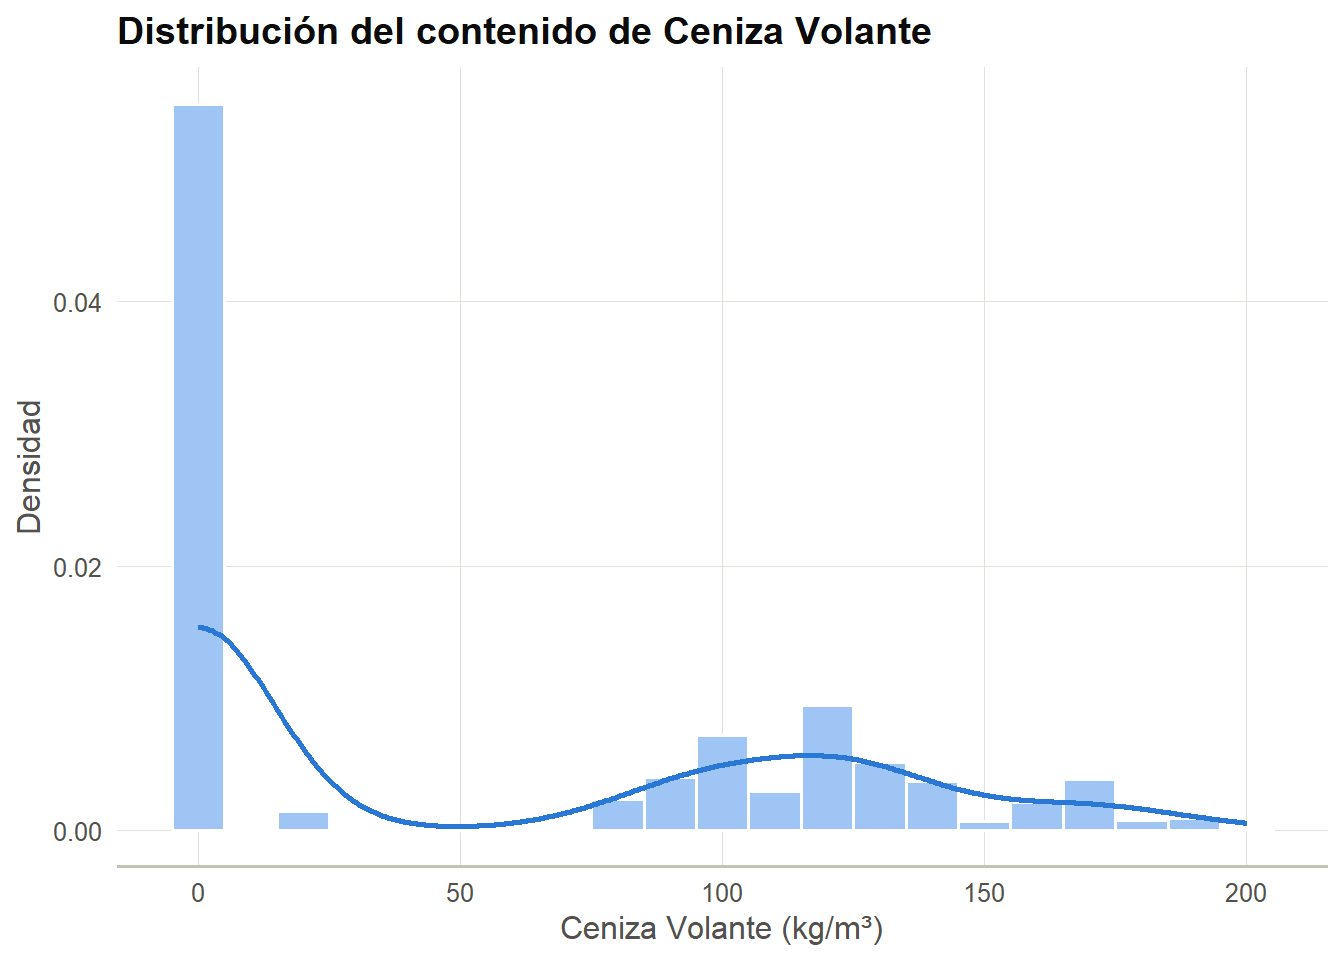 Distribución del contenido de Ceniza Volante
Densidad
0.04
0.02
0.00
0 50 100 150 200
Ceniza Volante (kg/m³)